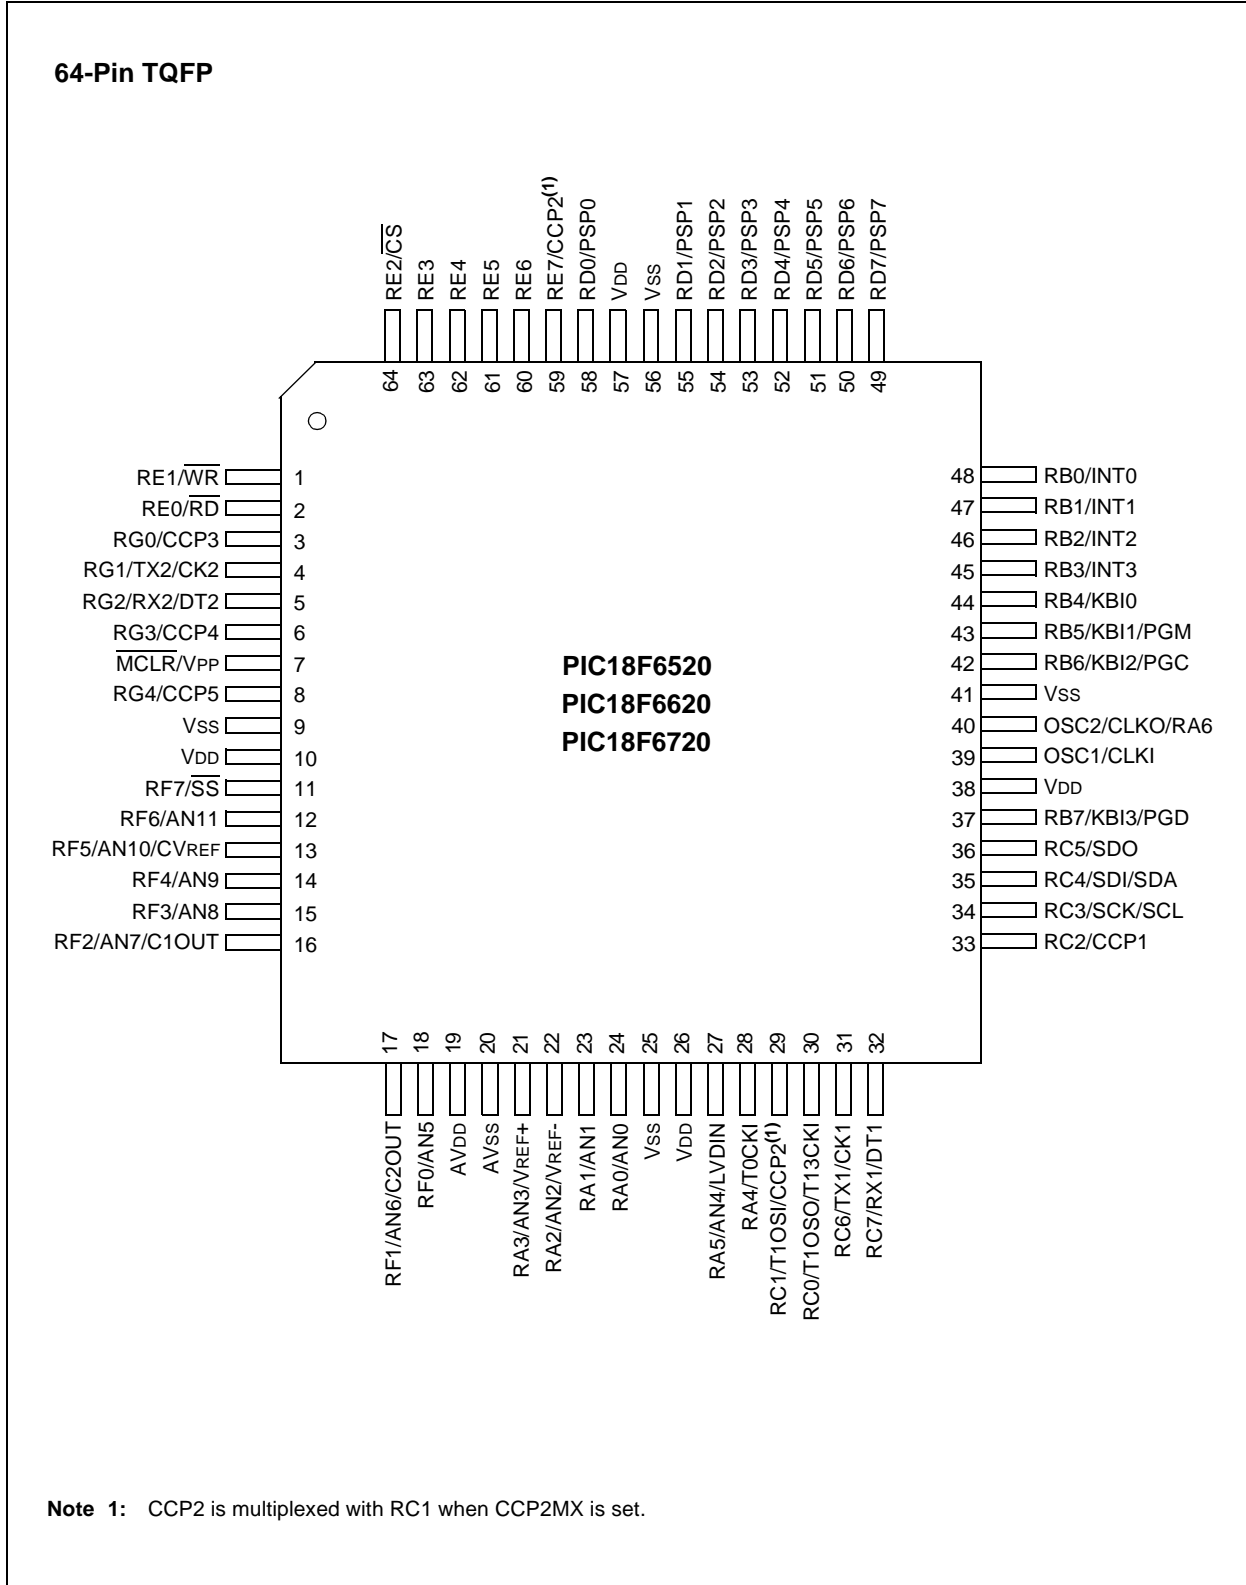 64-Pin TQFP
RE2/CS
RE3
RE4
RE5
RE6
RE7/CCP2(1)
RD0/PSP0
VDD
VSS
RD1/PSP1
RD2/PSP2
RD3/PSP3
RD4/PSP4
RD5/PSP5
RD6/PSP6
RD7/PSP7
64 63 62 61 60 59 58 57 56 55 54 53 52 51 50 49
RE1/WR 1
RE0/RD 2
RG0/CCP3 3
RG1/TX2/CK2 4
RG2/RX2/DT2 5
RG3/CCP4 6
MCLR/VPP 7
RG4/CCP5 8
VSS 9
VDD 10
RF7/SS 11
RF6/AN11 12
RF5/AN10/CVREF 13
RF4/AN9 14
RF3/AN8 15
RF2/AN7/C1OUT 16
PIC18F6520
PIC18F6620
PIC18F6720
48 RB0/INT0
47 RB1/INT1
46 RB2/INT2
45 RB3/INT3
44 RB4/KBI0
43 RB5/KBI1/PGM
42 RB6/KBI2/PGC
41 VSS
40 OSC2/CLKO/RA6
39 OSC1/CLKI
38 VDD
37 RB7/KBI3/PGD
36 RC5/SDO
35 RC4/SDI/SDA
34 RC3/SCK/SCL
33 RC2/CCP1
17 18 19 20 21 22 23 24 25 26 27 28 29 30 31 32
RF1/AN6/C2OUT
RF0/AN5
AVDD
AVSS
RA3/AN3/VREF+
RA2/AN2/VREF-
RA1/AN1
RA0/AN0
VSS
VDD
RA5/AN4/LVDIN
RA4/T0CKI
RC1/T1OSI/CCP2(1)
RC0/T1OSO/T13CKI
RC6/TX1/CK1
RC7/RX1/DT1
Note 1: CCP2 is multiplexed with RC1 when CCP2MX is set.